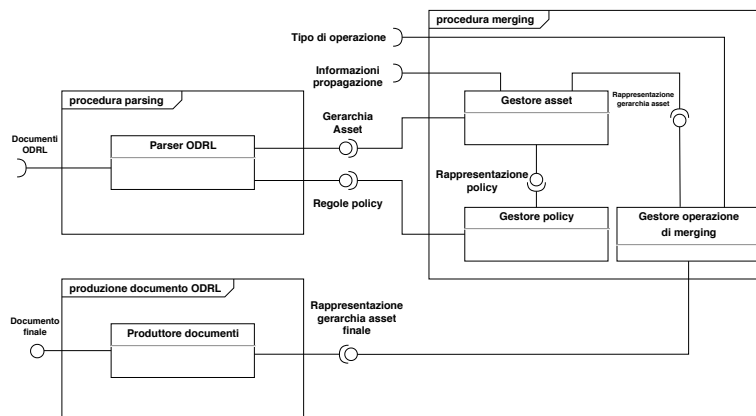 procedura merging
Tipo di operazione
Informazioni
propagazione
procedura parsing
Gestore asset
Rappresentazione
gerarchia asset
Documenti
ODRL
Parser ODRL
Gerarchia
Asset
Rappresentazione
policy
Regole policy
Gestore policy
Gestore operazione
di merging
produzione documento ODRL
Documento
finale
Produttore documenti
Rappresentazione
gerarchia asset
finale